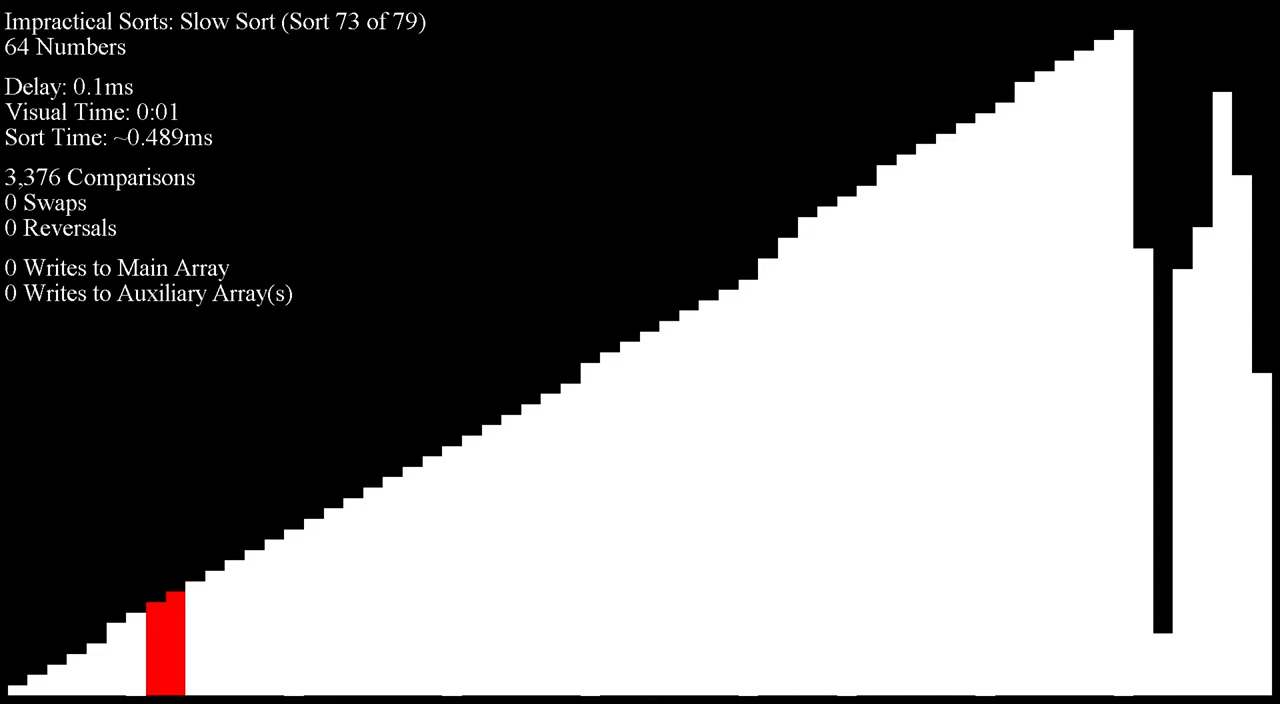 Impractical Sorts: Slow Sort (Sort 73 of 79)
64 Numbers
Delay: 0.1ms
Visual Time: 0:01
Sort Time: ~0.489ms
3,376 Comparisons
0 Swaps
0 Reversals
0 Writes to Main Array
0 Writes to Auxiliary Array(s)